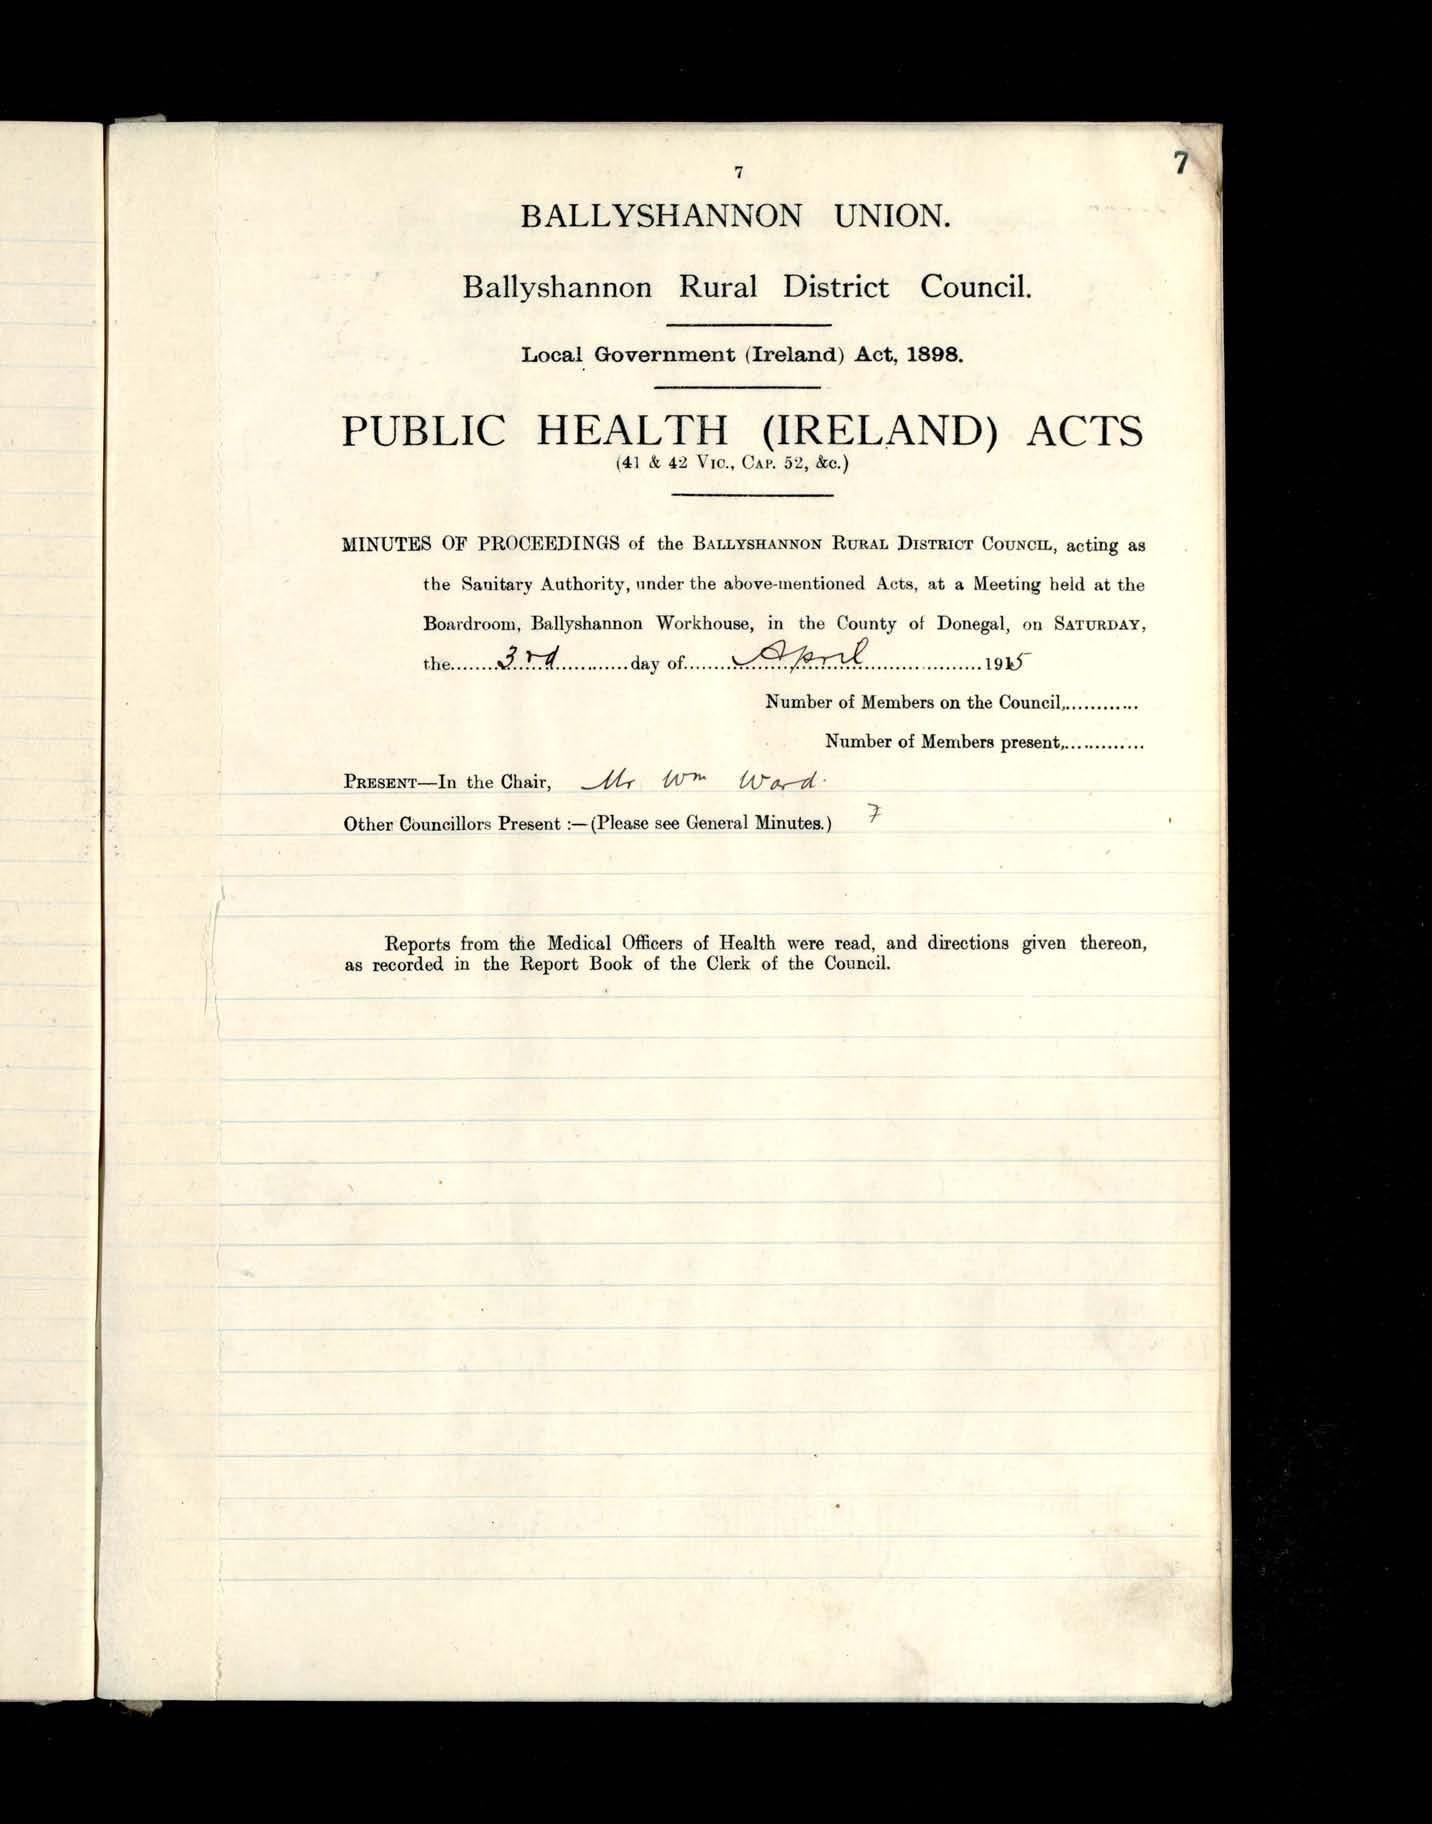 7
7
BALLYSHANNON UNION.
Ballyshannon Rural District Council.
Local Government (Ireland) Act, 1898.
PUBLIC HEALTH (IRELAND) ACTS
(41 & 42 Vic., Cap. 52, &c.)
MINUTES OF PROCEEDINGS of the Ballyshannon Rural District Council, acting as
the Sanitary Authority, under the above-mentioned Acts, at a Meeting held at the
Boardroom, Ballyshannon Workhouse, in the County of Donegal, on Saturday,
the........3rd............day of........April....................1915
Number of Members on the Council,............
Number of Members present,.............
Present—In the Chair, Mr Wm Ward.
Other Councillors Present :—(Please see General Minutes.) 7
Reports from the Medical Officers of Health were read, and directions given thereon,
as recorded in the Report Book of the Clerk of the Council.